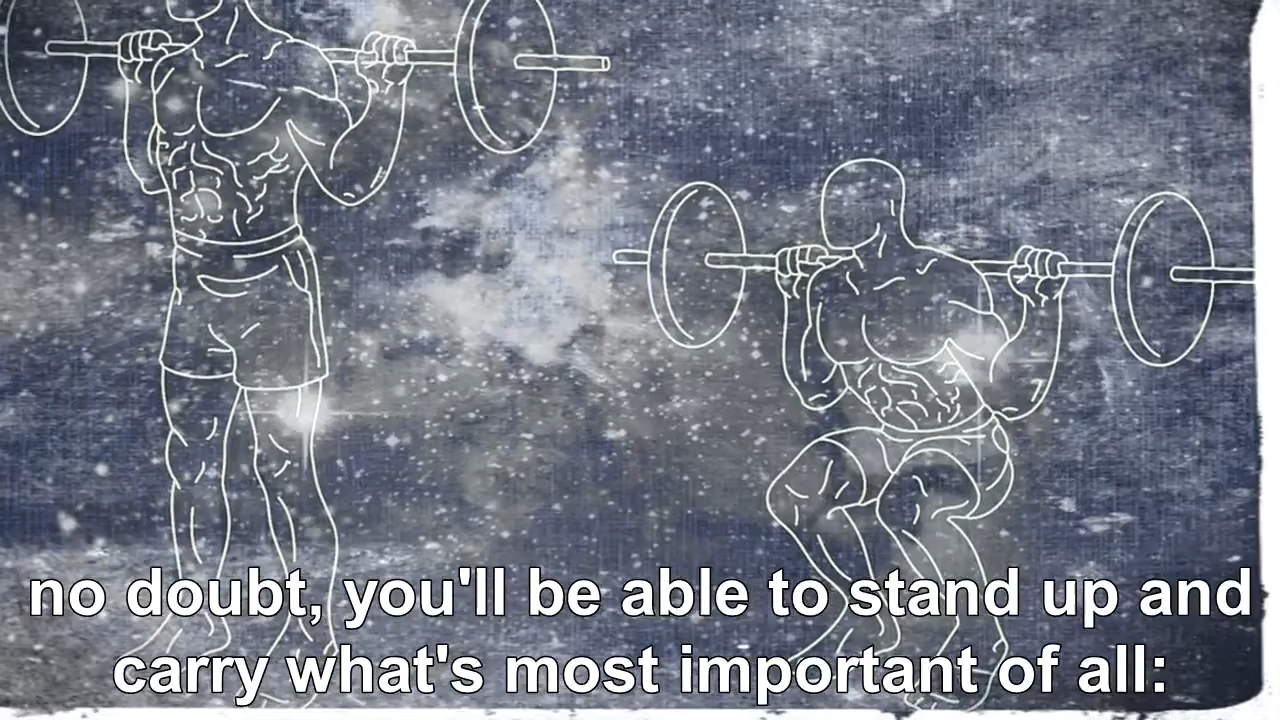 no doubt, you'll be able to stand up and
carry what's most important of all: